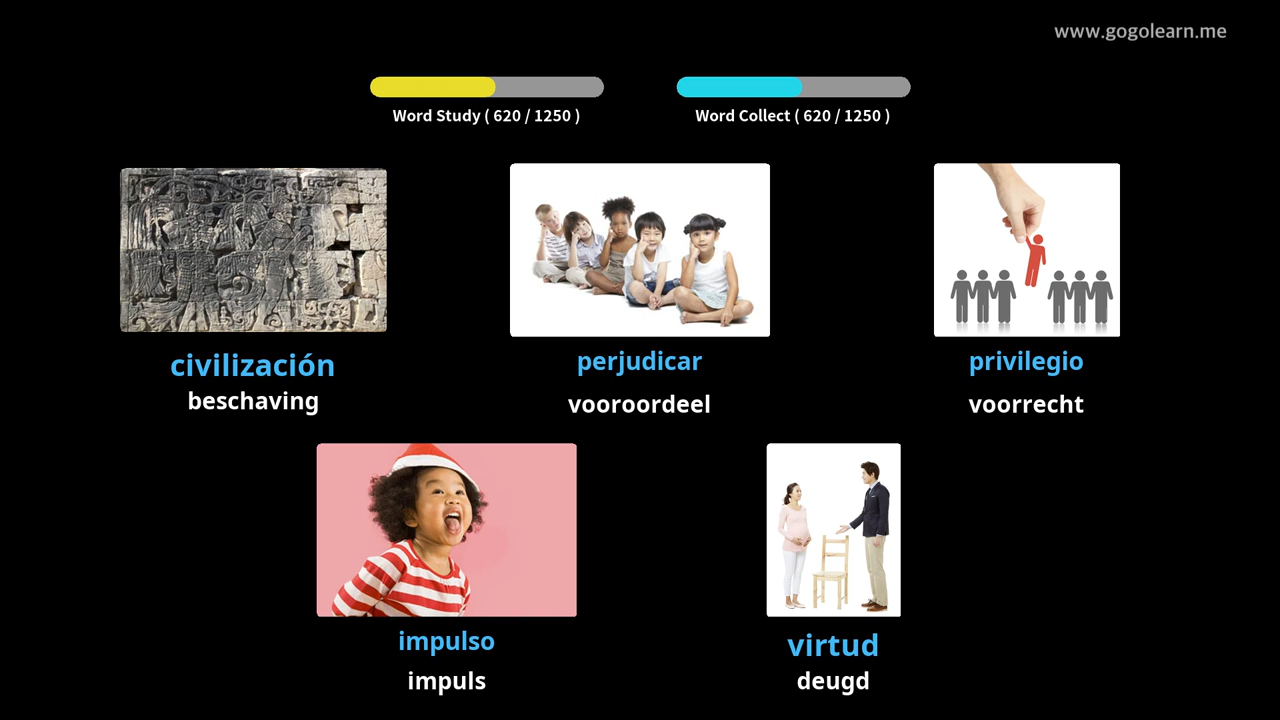 www.gogolearn.me
Word Study ( 620 / 1250 )
Word Collect ( 620 / 1250 )
civilización
beschaving
perjudicar
vooroordeel
privilegio
voorrecht
impulso
impuls
virtud
deugd